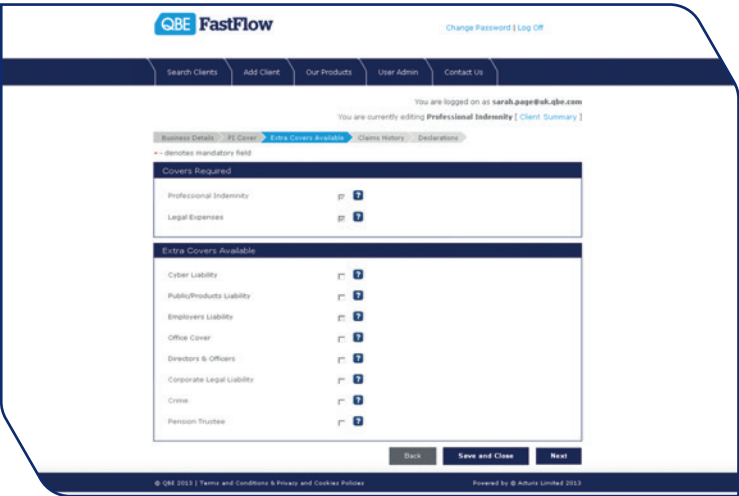 QBE FastFlow
Change Password | Log Off
Search Clients Add Client Our Products User Admin Contact Us
You are logged on as sarah.page@uk.qbe.com
You are currently editing Professional Indemnity [ Client Summary ]
Business Details PI Cover Extra Covers Available Claims History Declarations
* - denotes mandatory field
Covers Required
Professional Indemnity ?
Legal Expenses ?
Extra Covers Available
Cyber Liability ?
Public/Products Liability ?
Employers Liability ?
Office Cover ?
Directors & Officers ?
Corporate Legal Liability ?
Crime ?
Pension Trustee ?
Back Save and Close Next
© QBE 2013 | Terms and Conditions & Privacy and Cookies Policies Powered by © Acturis Limited 2013